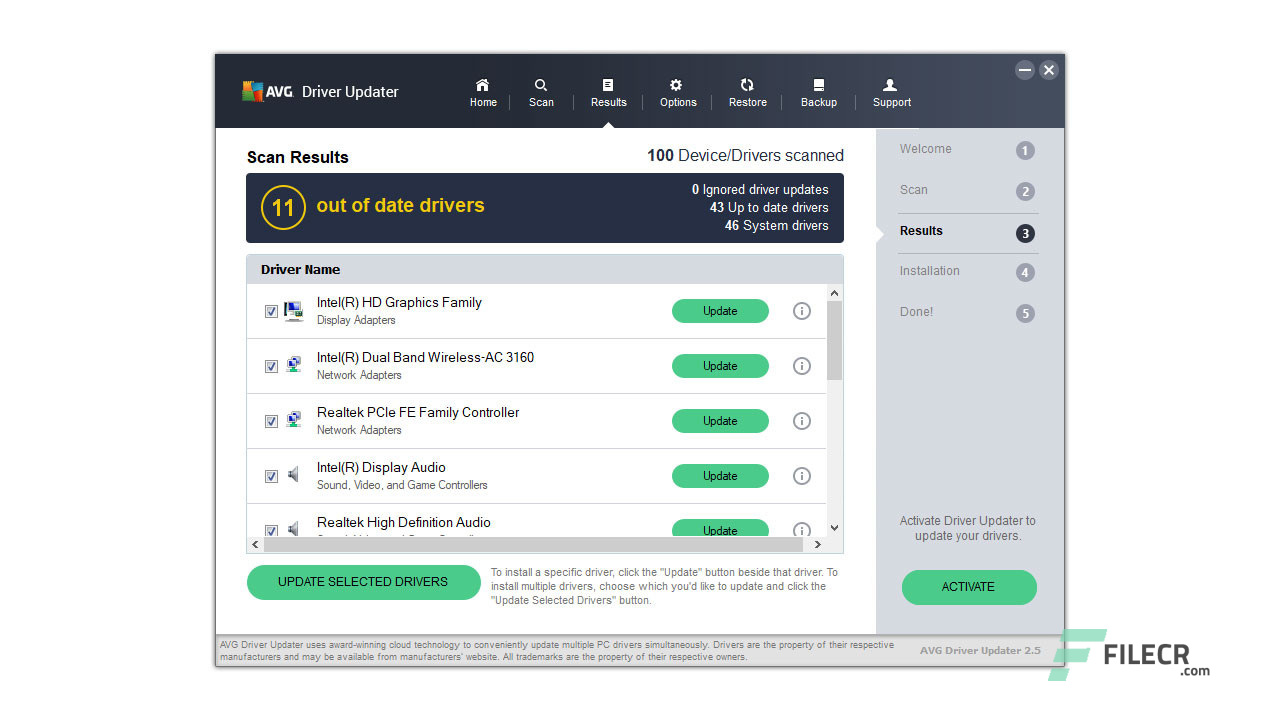 AVG Driver Updater
Home
Scan
Results
Options
Restore
Backup
Support
Scan Results
100 Device/Drivers scanned
11 out of date drivers
0 Ignored driver updates
43 Up to date drivers
46 System drivers
Driver Name
Intel(R) HD Graphics Family
Display Adapters
Update
Intel(R) Dual Band Wireless-AC 3160
Network Adapters
Update
Realtek PCIe FE Family Controller
Network Adapters
Update
Intel(R) Display Audio
Sound, Video, and Game Controllers
Update
Realtek High Definition Audio
Update
UPDATE SELECTED DRIVERS
To install a specific driver, click the "Update" button beside that driver. To
install multiple drivers, choose which you'd like to update and click the
"Update Selected Drivers" button.
Welcome 1
Scan 2
Results 3
Installation 4
Done! 5
Activate Driver Updater to
update your drivers.
ACTIVATE
AVG Driver Updater uses award-winning cloud technology to conveniently update multiple PC drivers simultaneously. Drivers are the property of their respective
manufacturers and may be available from manufacturers' website. All trademarks are the property of their respective owners.
AVG Driver Updater 2.5
FILECR
.com